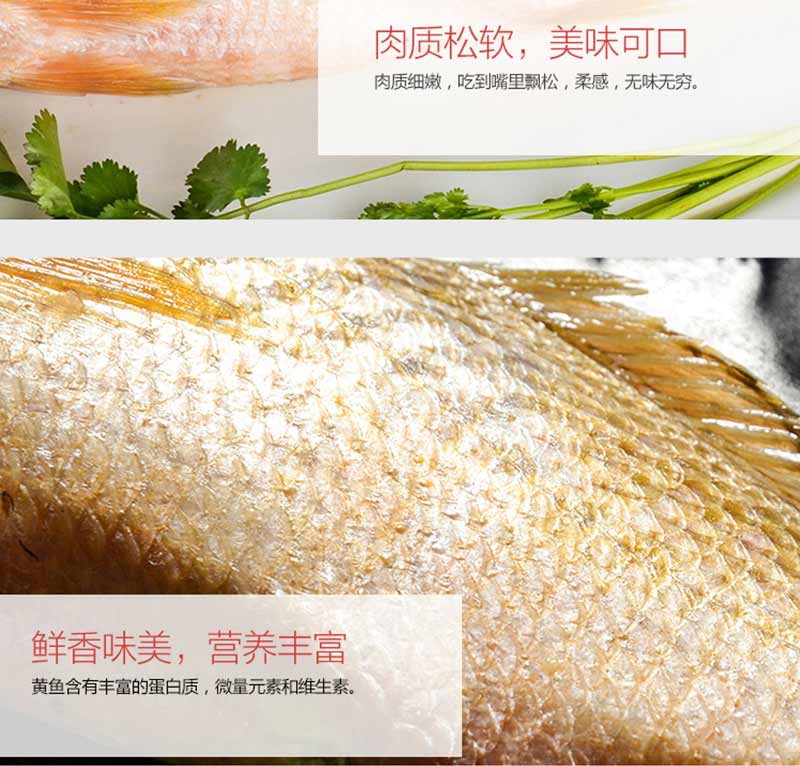 肉质松软，美味可口
肉质细嫩，吃到嘴里飘松，柔感，无味无穷。
鲜香味美，营养丰富
黄鱼含有丰富的蛋白质，微量元素和维生素。